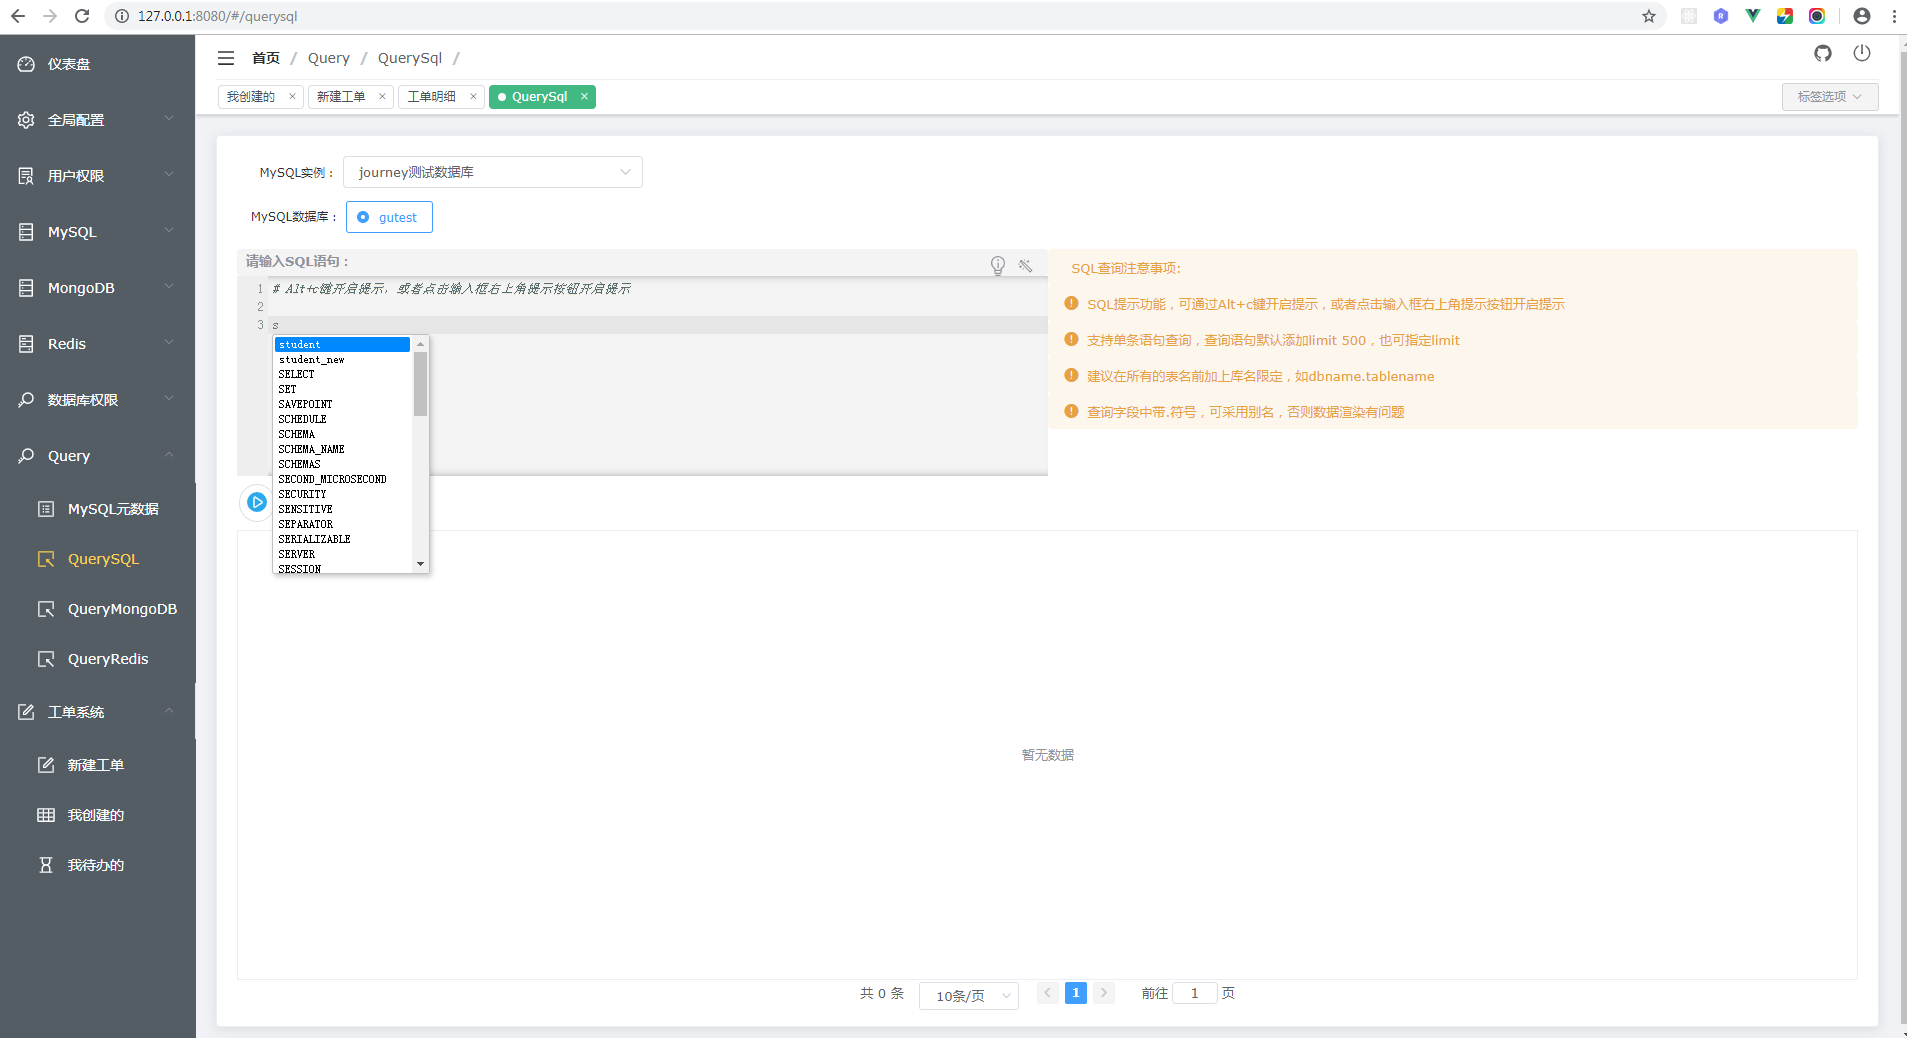 127.0.0.1:8080/#/querysql
仪表盘
全局配置
用户权限
MySQL
MongoDB
Redis
数据库权限
Query
MySQL元数据
QuerySQL
QueryMongoDB
QueryRedis
工单系统
新建工单
我创建的
我待办的
首页 / Query / QuerySql /
我创建的 × 新建工单 × 工单明细 × QuerySql ×
标签选项
MySQL实例： journey测试数据库
MySQL数据库： gutest
请输入SQL语句：
1 # Alt+c键开启提示，或者点击输入框右上角提示按钮开启提示
2
3 s
student
student_new
SELECT
SET
SAVEPOINT
SCHEDULE
SCHEMA
SCHEMA_NAME
SCHEMAS
SECOND_MICROSECOND
SECURITY
SENSITIVE
SEPARATOR
SERIALIZABLE
SERVER
SESSION
SQL查询注意事项:
SQL提示功能，可通过Alt+c键开启提示，或者点击输入框右上角提示按钮开启提示
支持单条语句查询，查询语句默认添加limit 500，也可指定limit
建议在所有的表名前加上库名限定，如dbname.tablename
查询字段中带.符号，可采用别名，否则数据渲染有问题
暂无数据
共 0 条 10条/页 1 前往 1 页